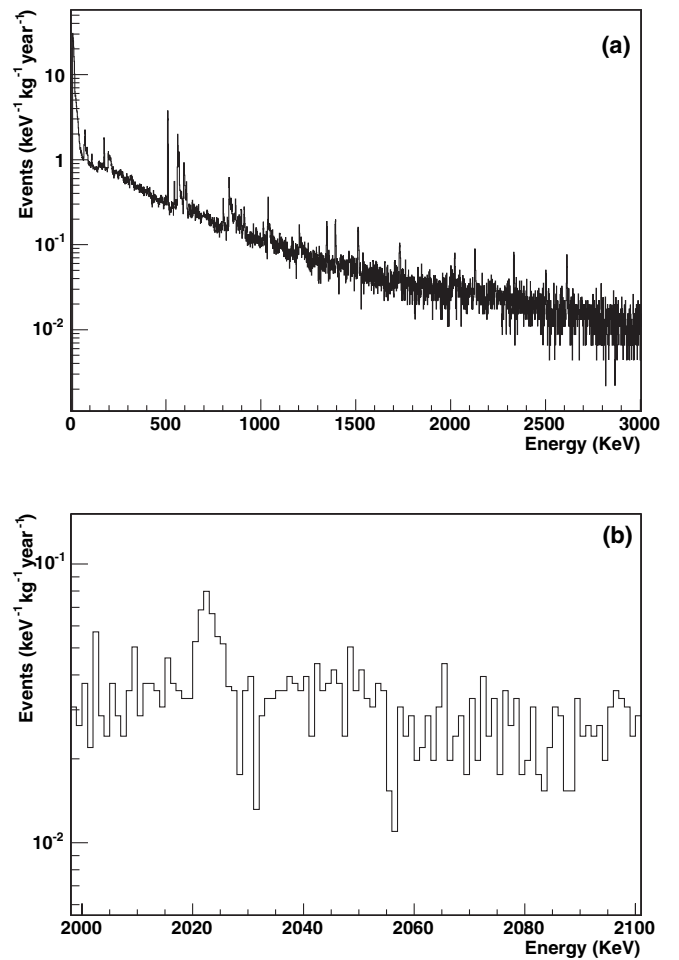 (a)
Events (keV⁻¹ kg⁻¹ year⁻¹)
10
1
10⁻¹
10⁻²
0 500 1000 1500 2000 2500 3000
Energy (KeV)
(b)
Events (keV⁻¹ kg⁻¹ year⁻¹)
10⁻¹
10⁻²
2000 2020 2040 2060 2080 2100
Energy (KeV)